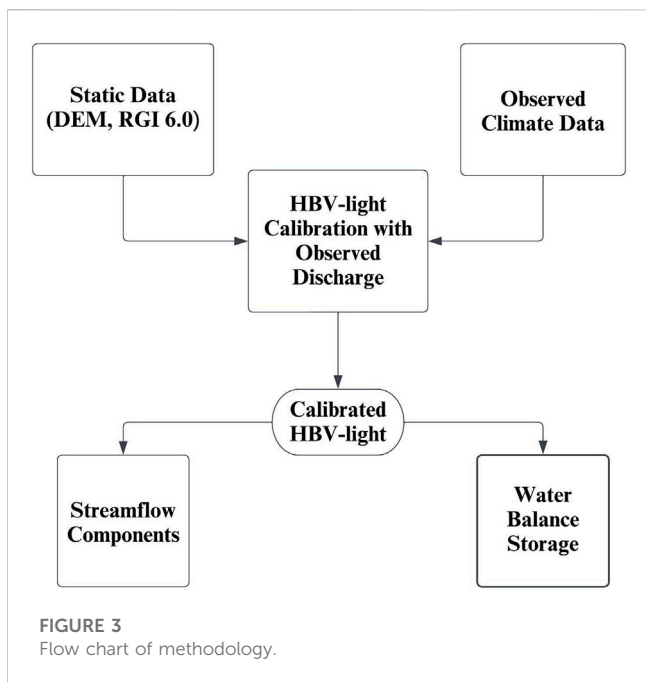 Static Data
(DEM, RGI 6.0)
Observed
Climate Data
HBV-light
Calibration with
Observed
Discharge
Calibrated
HBV-light
Streamflow
Components
Water
Balance
Storage
FIGURE 3
Flow chart of methodology.